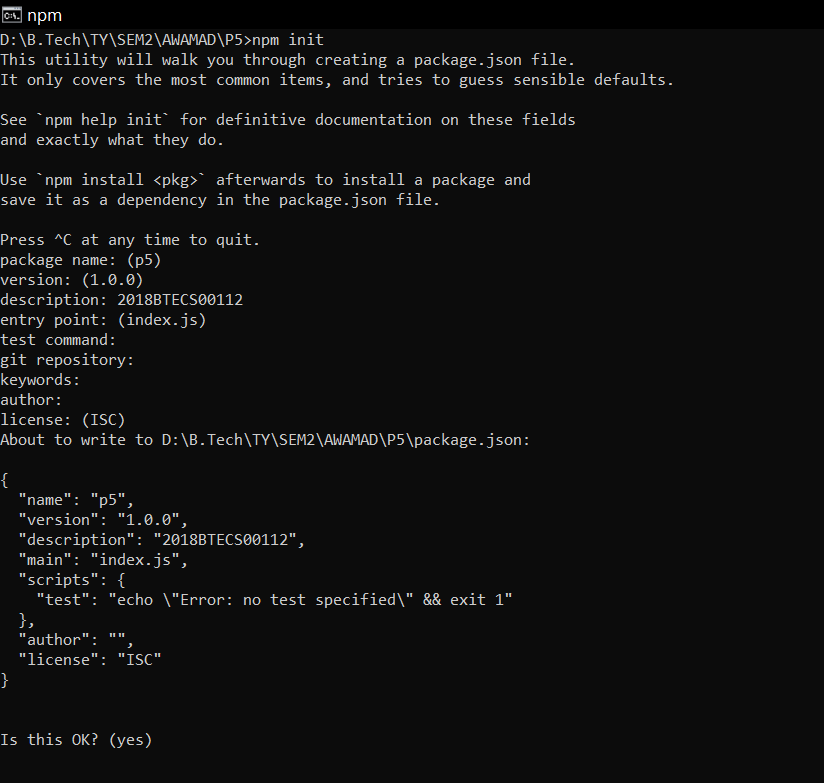 npm
D:\B.Tech\TY\SEM2\AWAMAD\P5>npm init
This utility will walk you through creating a package.json file.
It only covers the most common items, and tries to guess sensible defaults.

See `npm help init` for definitive documentation on these fields
and exactly what they do.

Use `npm install <pkg>` afterwards to install a package and
save it as a dependency in the package.json file.

Press ^C at any time to quit.
package name: (p5)
version: (1.0.0)
description: 2018BTECS00112
entry point: (index.js)
test command:
git repository:
keywords:
author:
license: (ISC)
About to write to D:\B.Tech\TY\SEM2\AWAMAD\P5\package.json:

{
  "name": "p5",
  "version": "1.0.0",
  "description": "2018BTECS00112",
  "main": "index.js",
  "scripts": {
    "test": "echo \"Error: no test specified\" && exit 1"
  },
  "author": "",
  "license": "ISC"
}

Is this OK? (yes)